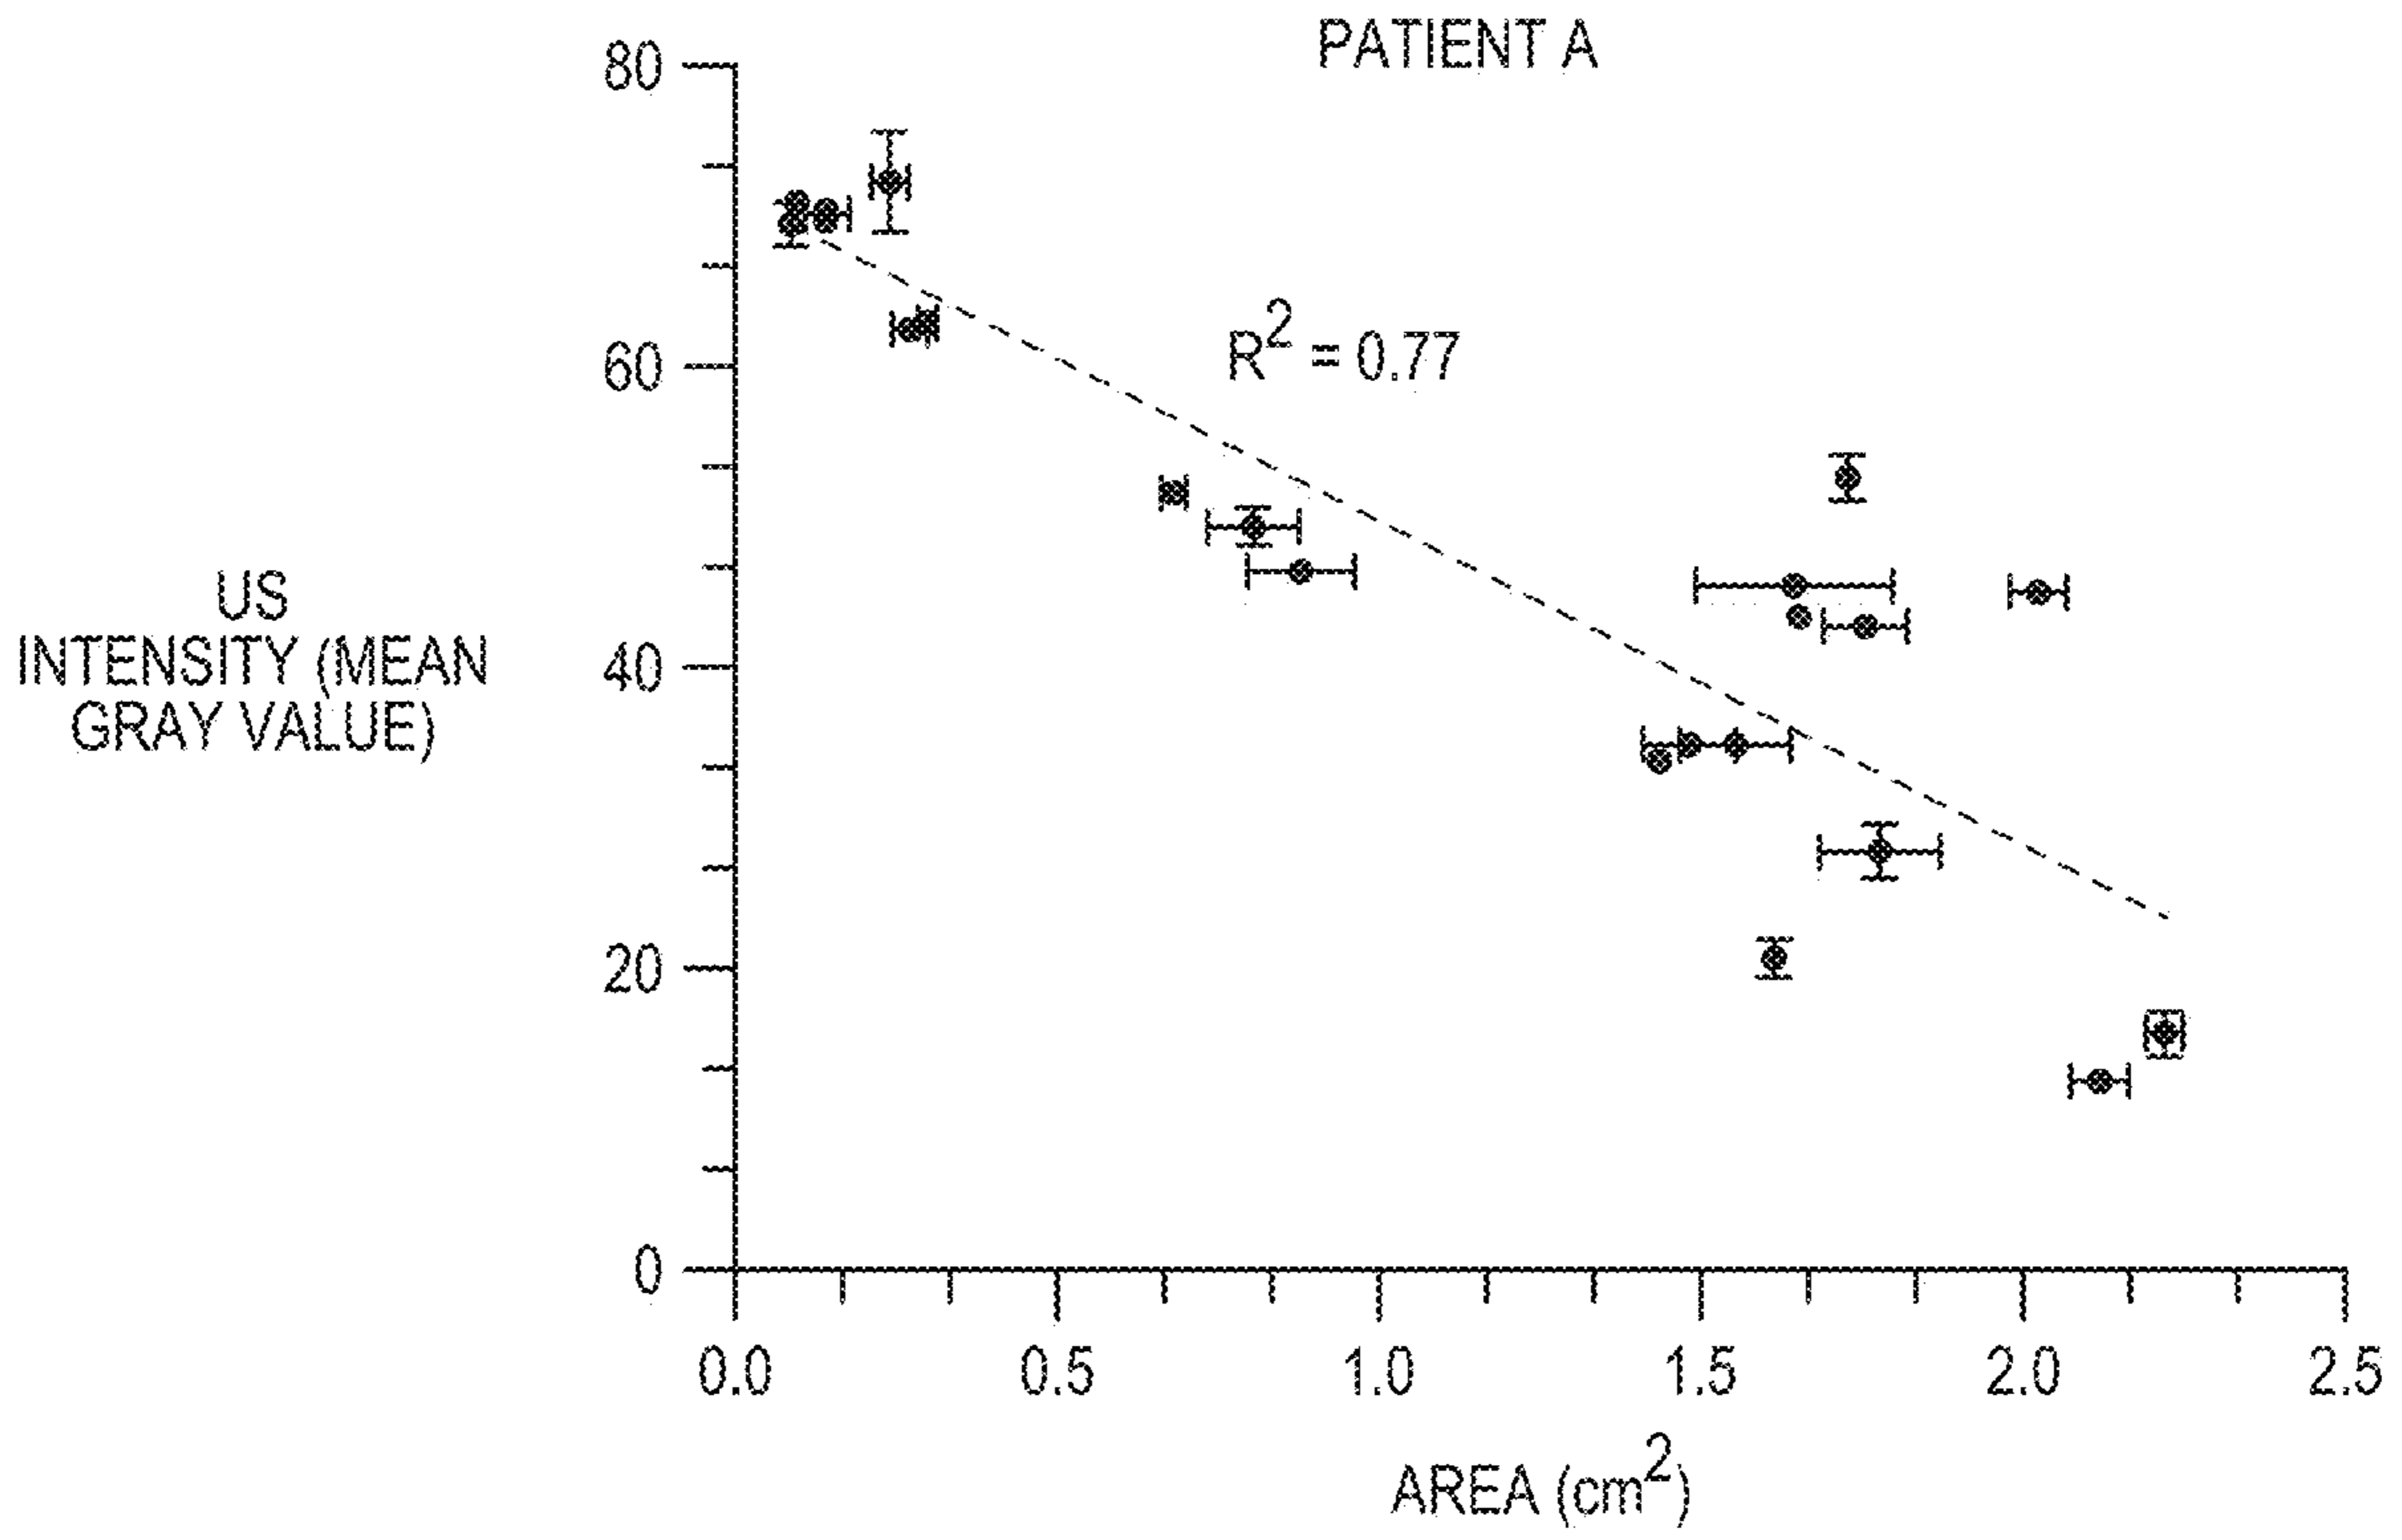 PATIENT A
80
60
40
20
0
R² = 0.77
US
INTENSITY (MEAN
GRAY VALUE)
0.0 0.5 1.0 1.5 2.0 2.5
AREA (cm²)